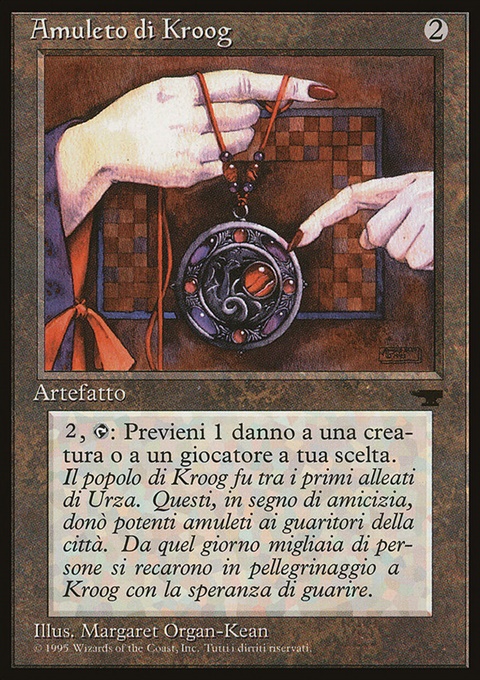 Amuleto di Kroog 2
Artefatto
2, : Previeni 1 danno a una crea-
tura o a un giocatore a tua scelta.
Il popolo di Kroog fu tra i primi alleati
di Urza. Questi, in segno di amicizia,
donò potenti amuleti ai guaritori della
città. Da quel giorno migliaia di per-
sone si recarono in pellegrinaggio a
Kroog con la speranza di guarire.
Illus. Margaret Organ-Kean
© 1995 Wizards of the Coast, Inc. Tutti i diritti riservati.